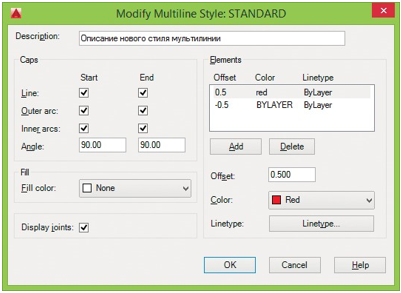 Modify Multiline Style: STANDARD
Description: Описание нового стиля мультилинии
Caps
Start End
Line:
Outer arc:
Inner arcs:
Angle: 90.00 90.00
Fill
Fill color: None
Display joints:
Elements
Offset Color Linetype
0.5 red ByLayer
-0.5 BYLAYER ByLayer
Add Delete
Offset: 0.500
Color: Red
Linetype: Linetype...
OK Cancel Help